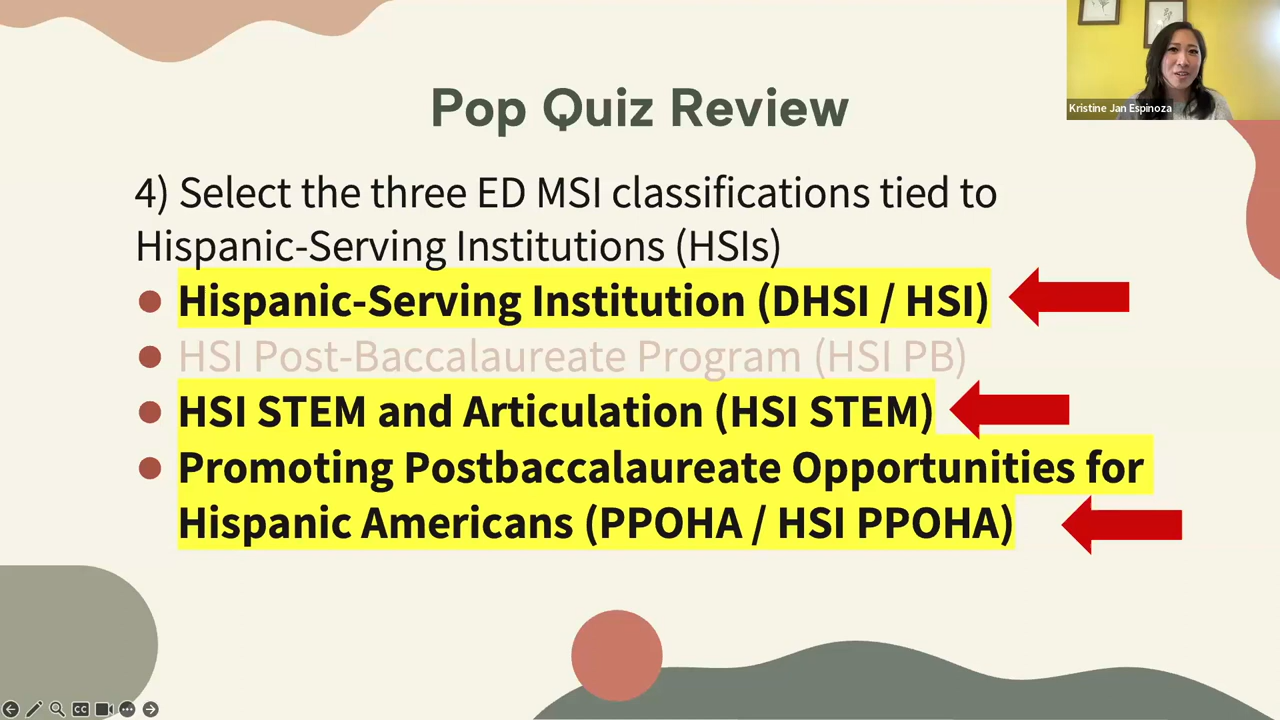 Kristine Jan Espinoza
Pop Quiz Review
4) Select the three ED MSI classifications tied to
Hispanic-Serving Institutions (HSIs)
Hispanic-Serving Institution (DHSI / HSI)
HSI Post-Baccalaureate Program (HSI PB)
HSI STEM and Articulation (HSI STEM)
Promoting Postbaccalaureate Opportunities for
Hispanic Americans (PPOHA / HSI PPOHA)
CC